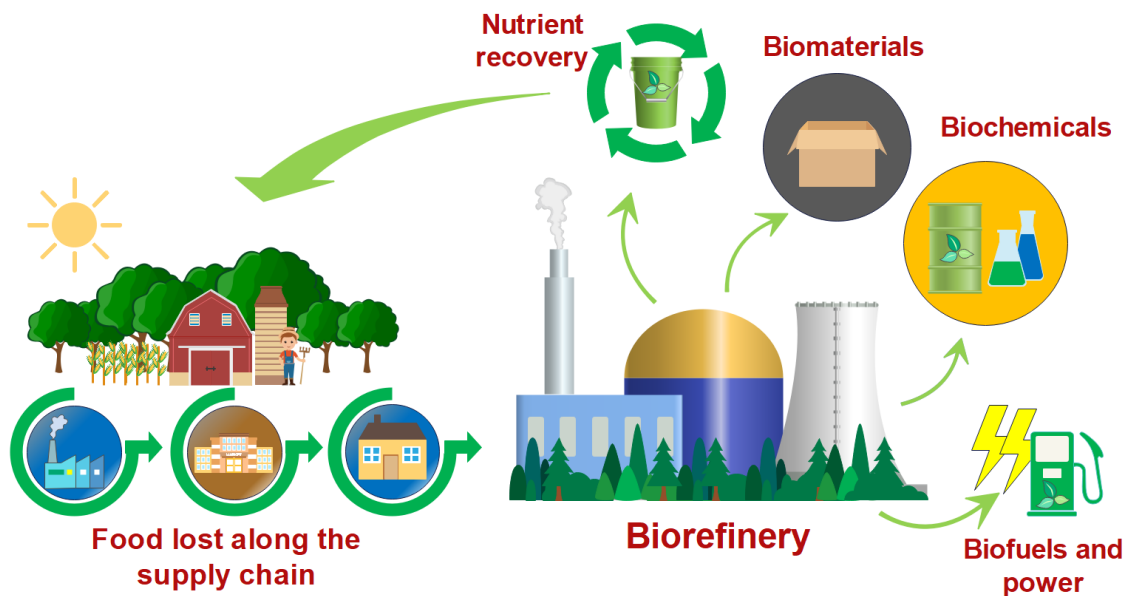 Nutrient
recovery
Biomaterials
Biochemicals
Food lost along the
supply chain
Biorefinery
Biofuels and
power